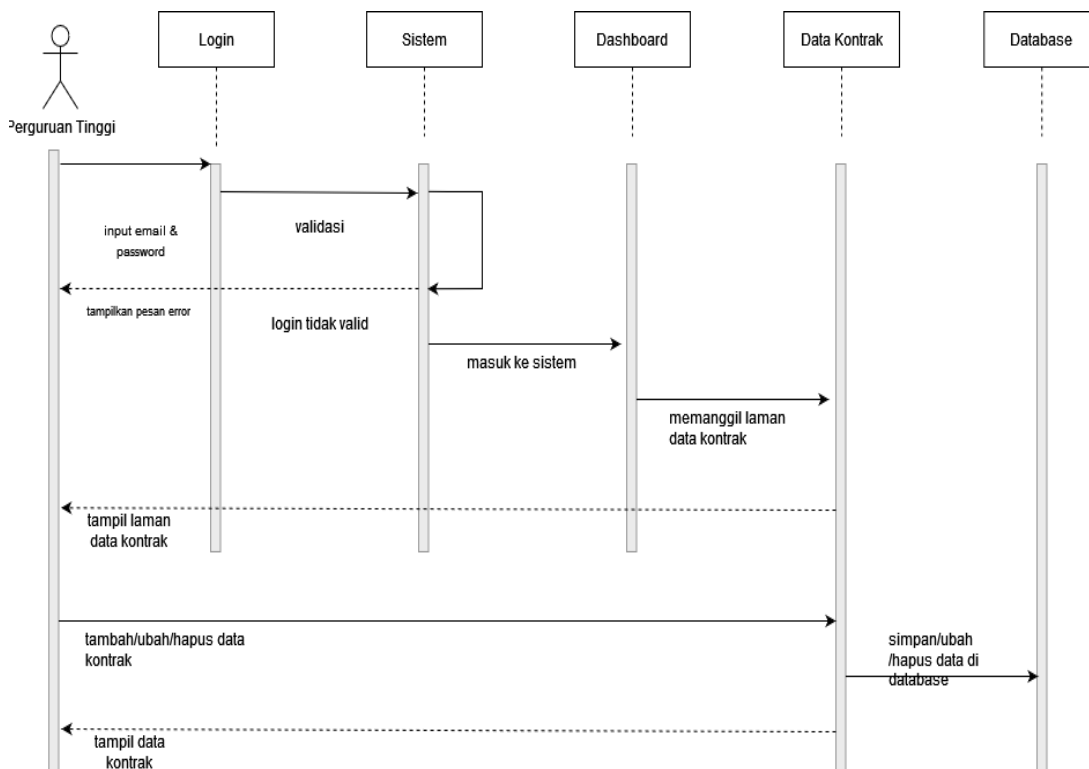 Login
Sistem
Dashboard
Data Kontrak
Database
Perguruan Tinggi
input email &
password
validasi
tampilkan pesan error
login tidak valid
masuk ke sistem
memanggil laman
data kontrak
tampil laman
data kontrak
tambah/ubah/hapus data
kontrak
simpan/ubah
/hapus data di
database
tampil data
kontrak